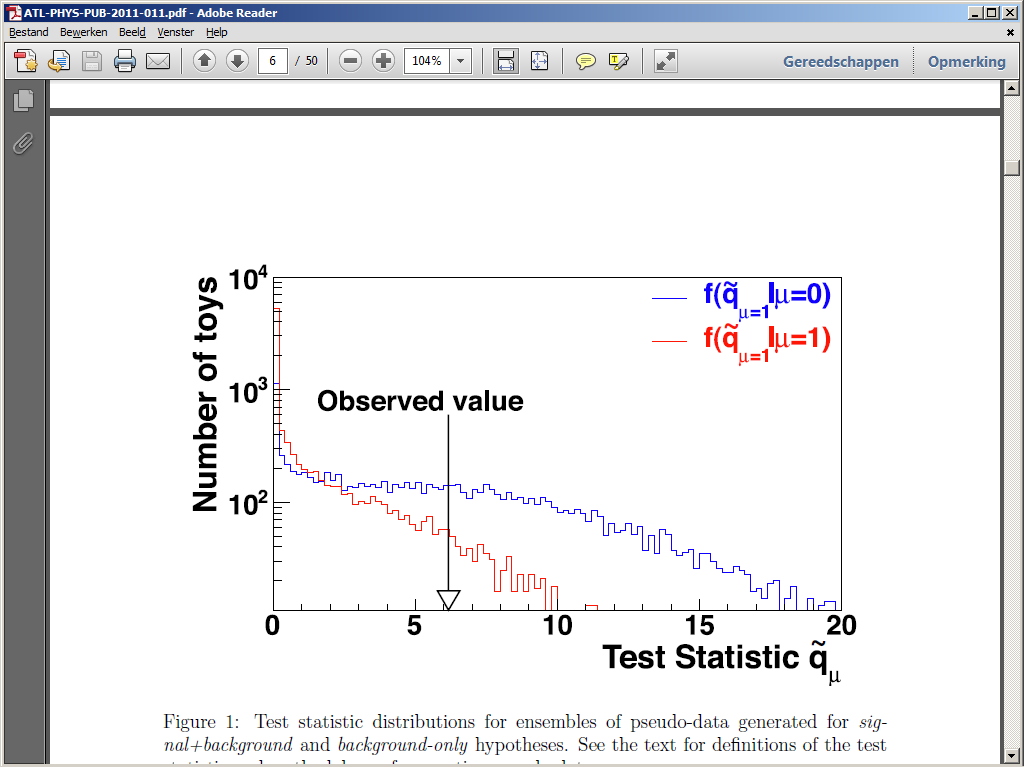 ATL-PHYS-PUB-2011-011.pdf - Adobe Reader
Bestand Bewerken Beeld Venster Help
6 / 50 104% Gereedschappen Opmerking
Number of toys
10⁴
10³
10²
f(q̃μ=1|μ=0)
f(q̃μ=1|μ=1)
Observed value
0 5 10 15 20
Test Statistic q̃μ
Figure 1: Test statistic distributions for ensembles of pseudo-data generated for sig-
nal+background and background-only hypotheses. See the text for definitions of the test